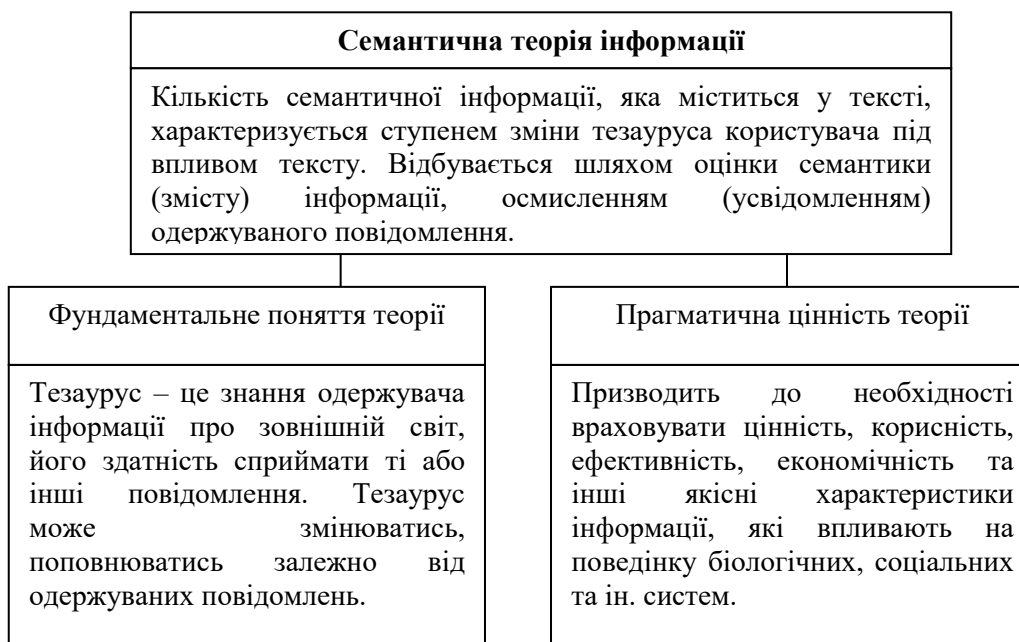 Семантична теорія інформації
Кількість семантичної інформації, яка міститься у тексті,
характеризується ступенем зміни тезауруса користувача під
впливом тексту. Відбувається шляхом оцінки семантики
(змісту) інформації, осмисленням (усвідомленням)
одержуваного повідомлення.
Фундаментальне поняття теорії
Тезаурус – це знання одержувача
інформації про зовнішній світ,
його здатність сприймати ті або
інші повідомлення. Тезаурус
може змінюватись,
поповнюватись залежно від
одержуваних повідомлень.
Прагматична цінність теорії
Призводить до необхідності
враховувати цінність, корисність,
ефективність, економічність та
інші якісні характеристики
інформації, які впливають на
поведінку біологічних, соціальних
та ін. систем.